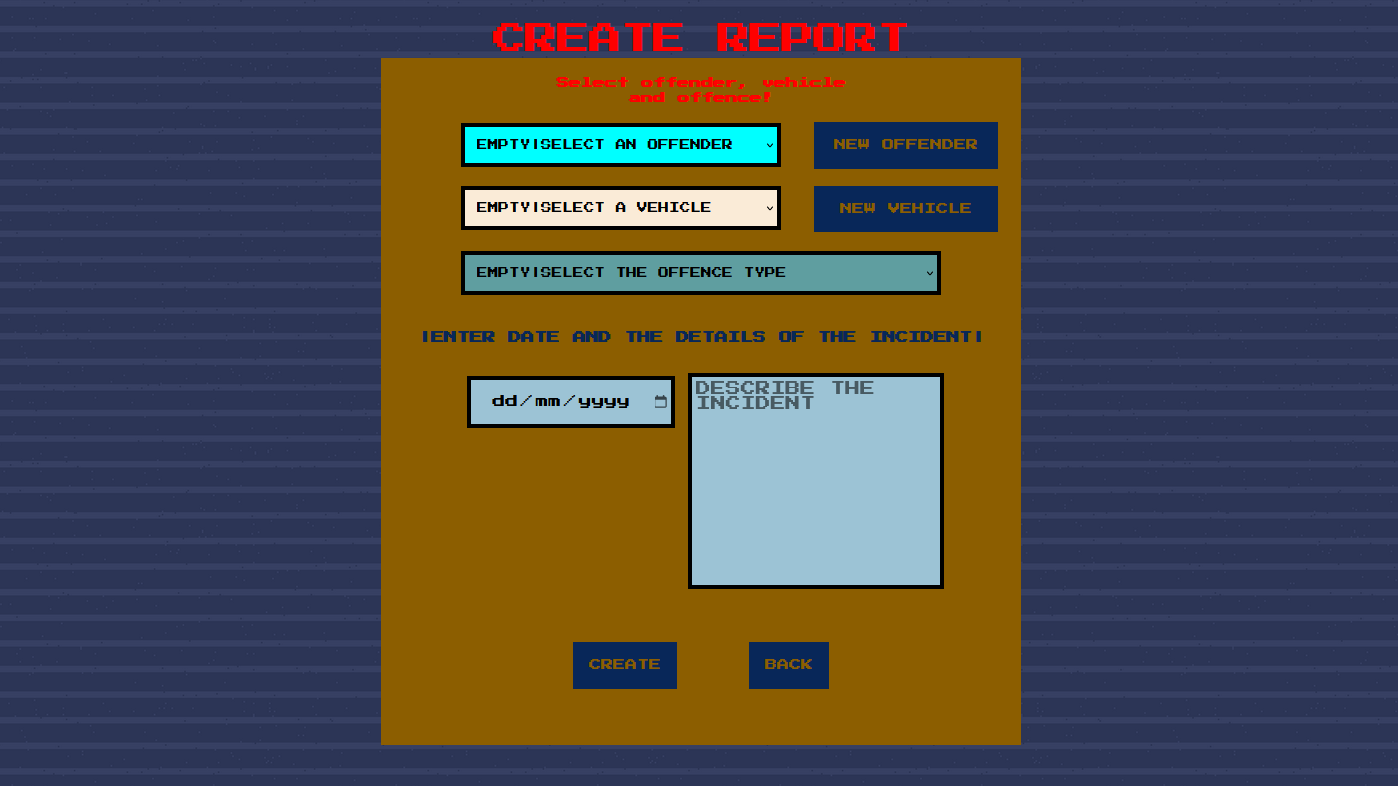 CREATE REPORT
Select offender, vehicle
and offence!
EMPTY|SELECT AN OFFENDER
NEW OFFENDER
EMPTY|SELECT A VEHICLE
NEW VEHICLE
EMPTY|SELECT THE OFFENCE TYPE
|ENTER DATE AND THE DETAILS OF THE INCIDENT|
dd/mm/yyyy
DESCRIBE THE
INCIDENT
CREATE
BACK